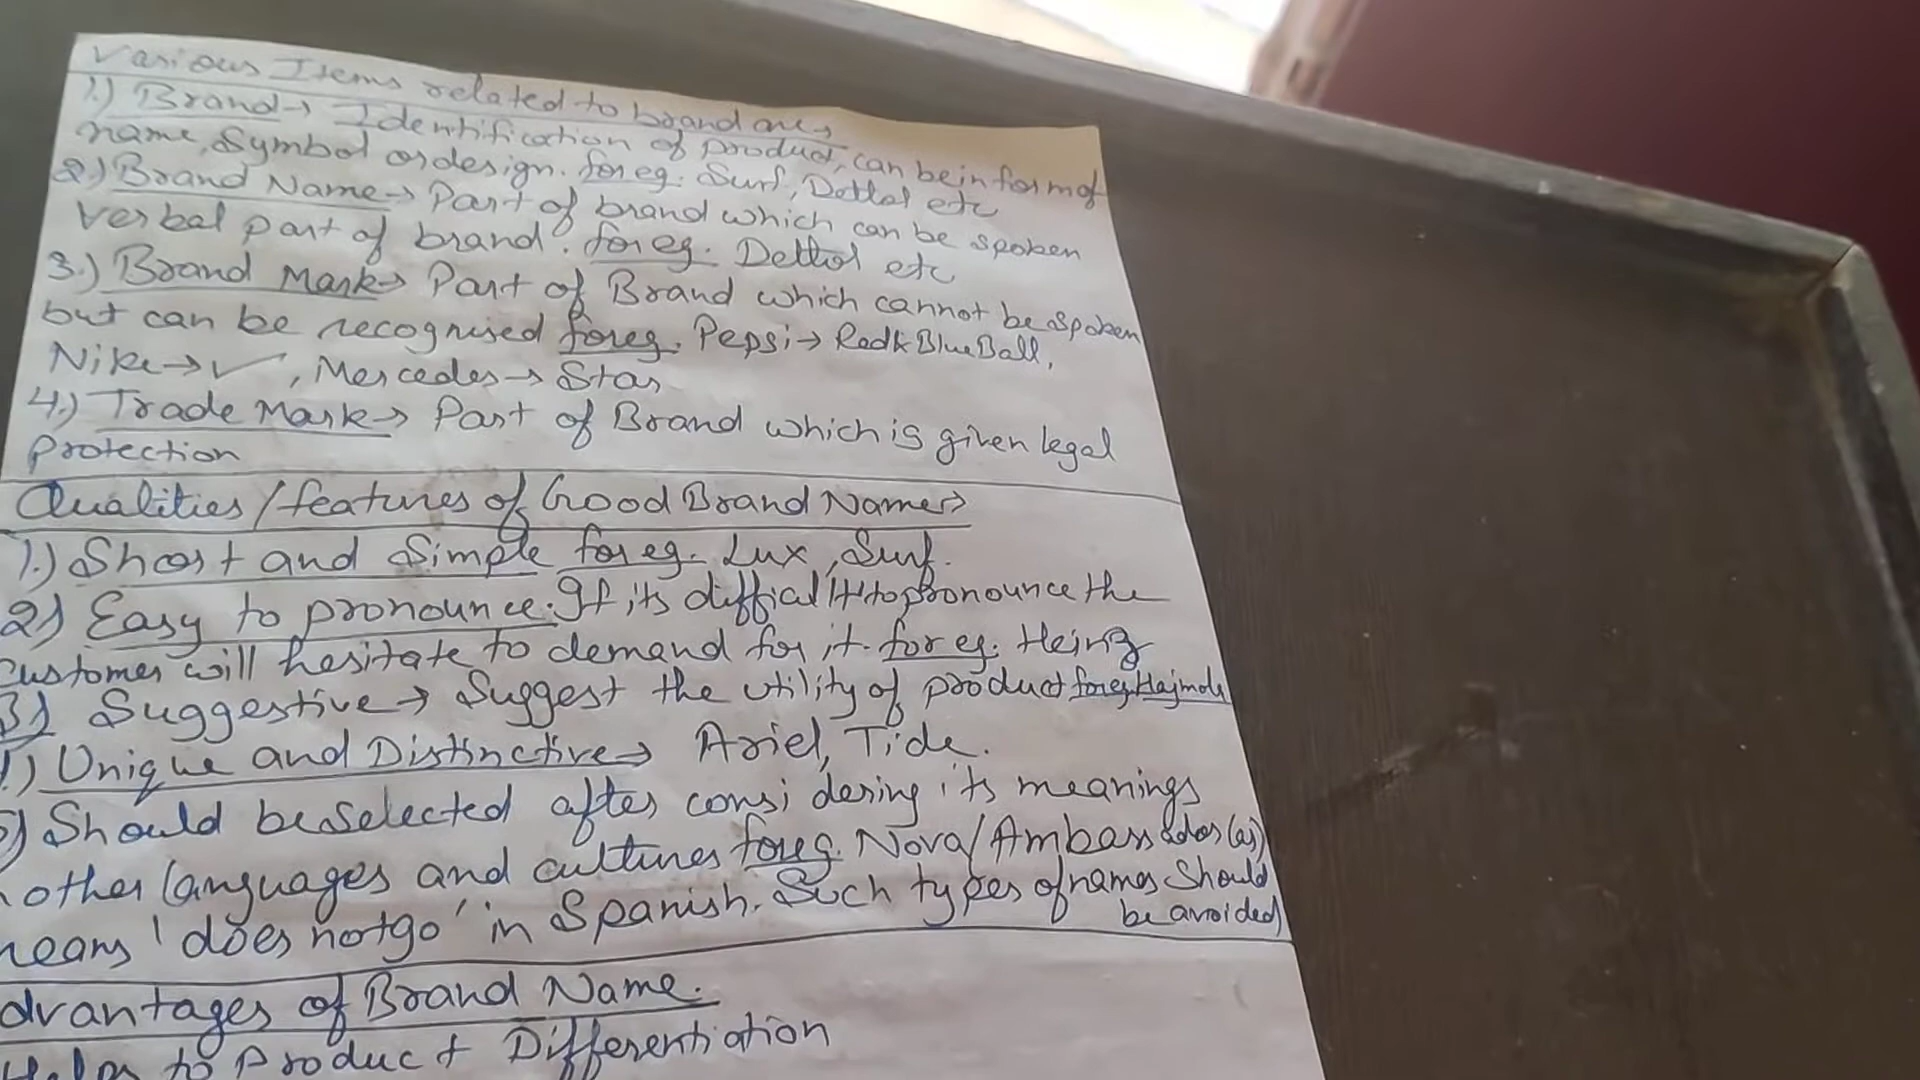 Various Items related to brand are→
1.) Brand→ Identification of product, can be in form of
name, Symbol or design. for eg. Surf, Dettol etc
2.) Brand Name→ Part of brand which can be spoken
Verbal part of brand. for eg. Dettol etc
3.) Brand Mark→ Part of Brand which cannot be spoken
but can be recognised for eg. Pepsi→ Red & Blue Ball,
Nike→ ✓, Mercedes→ Star
4.) Trade Mark→ Part of Brand which is given legal
protection
Qualities/features of Good Brand Name→
1.) Short and Simple for eg. Lux, Surf.
2) Easy to pronounce. If its difficult to pronounce the
customer will hesitate to demand for it. for eg. Heinz
3) Suggestive→ Suggest the utility of product for eg. Hajmola
) Unique and Distinctive→ Ariel, Tide.
5) Should be selected after considering its meanings
other languages and cultures for eg. Nova/Ambassador (as)
means 'does not go' in Spanish. Such types of names should
be avoided
dvantages of Brand Name.
Helps to Product Differentiation